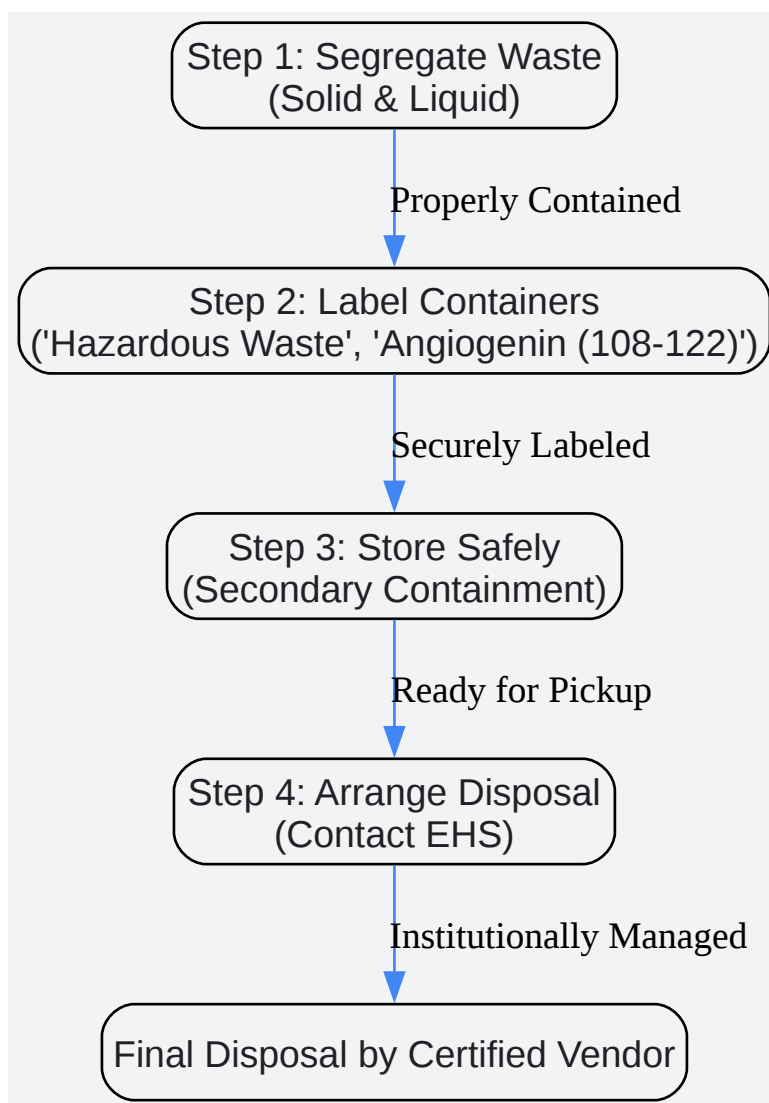 Step 1: Segregate Waste
(Solid & Liquid)
Properly Contained
Step 2: Label Containers
('Hazardous Waste', 'Angiogenin (108-122)')
Securely Labeled
Step 3: Store Safely
(Secondary Containment)
Ready for Pickup
Step 4: Arrange Disposal
(Contact EHS)
Institutionally Managed
Final Disposal by Certified Vendor